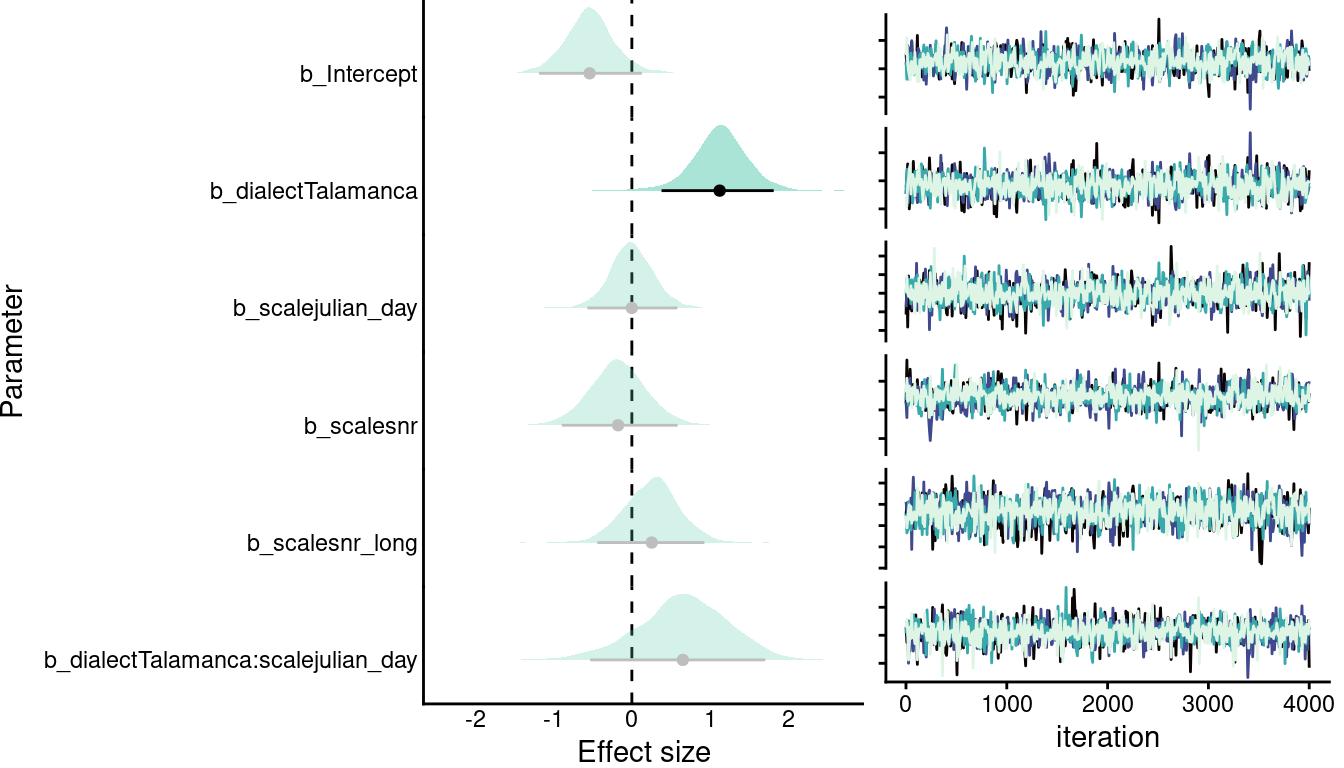 b_Intercept
b_dialectTalamanca
b_scalejulian_day
b_scalesnr
b_scalesnr_long
b_dialectTalamanca:scalejulian_day
Parameter
-2 -1 0 1 2
Effect size
0 1000 2000 3000 4000
iteration